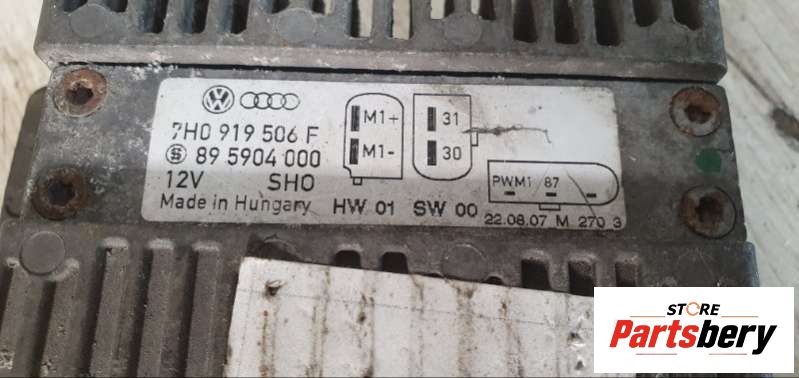 7H0 919 506 F
89 5904 000
12V SHO
Made in Hungary HW 01 SW 00
M1+
M1-
31
30
PWM1 87
22.08.07 M 270 3
STORE
Partsbery